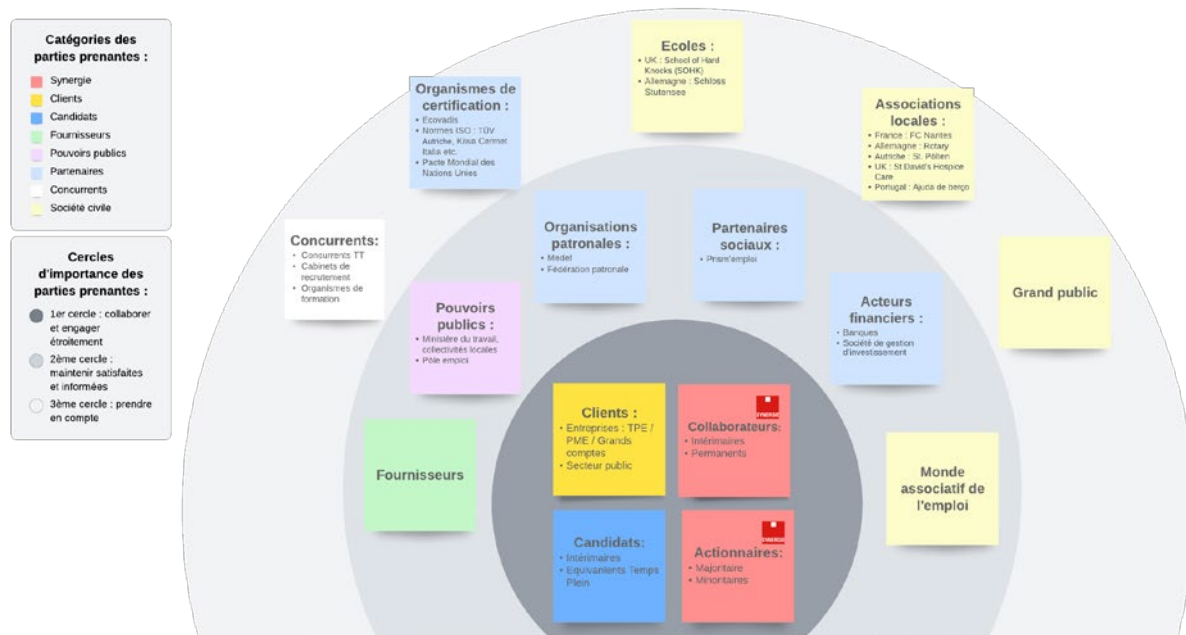 Catégories des
parties prenantes :
Synergie
Clients
Candidats
Fournisseurs
Pouvoirs publics
Partenaires
Concurrents
Société civile
Cercles
d'importance des
parties prenantes :
1er cercle : collaborer
et engager
étroitement
2ème cercle :
maintenir satisfaites
et informées
3ème cercle : prendre
en compte
Ecoles :
• UK : School of Hard
Knocks (SOHK)
• Allemagne : Schloss
Stutensee
Organismes de
certification :
• Ecovadis
• Normes ISO : TÜV
Autriche, Kiwa Cermet
Italia etc.
• Pacte Mondial des
Nations Unies
Associations
locales :
• France : FC Nantes
• Allemagne : Rotary
• Autriche : St. Pölten
• UK : St David's Hospice
Care
• Portugal : Ajuda de berço
Concurrents:
• Concurrents TT
• Cabinets de
recrutement
• Organismes de
formation
Organisations
patronales :
• Medef
• Fédération patronale
Partenaires
sociaux :
• Prism'emploi
Grand public
Pouvoirs
publics :
• Ministère du travail,
collectivités locales
• Pôle emploi
Acteurs
financiers :
• Banques
• Société de gestion
d'investissement
Clients :
• Entreprises : TPE /
PME / Grands
comptes
• Secteur public
SYNERGIE
Collaborateurs:
• Intérimaires
• Permanents
Fournisseurs
Monde
associatif de
l'emploi
Candidats:
• Intérimaires
• Equivanlents Temps
Plein
SYNERGIE
Actionnaires:
• Majoritaire
• Minoritaires